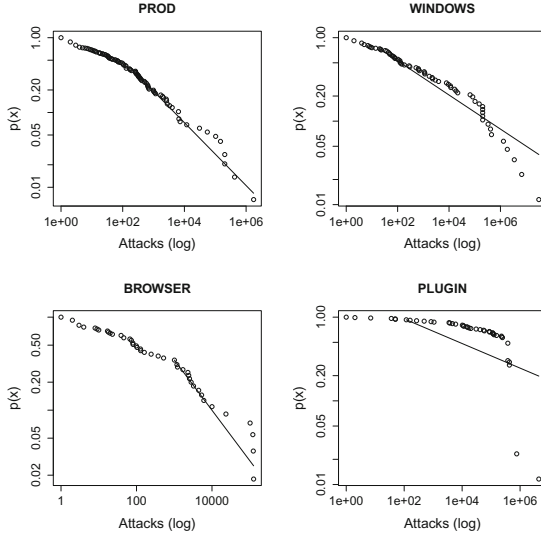 PROD
p(x)
1.00
0.20
0.05
0.01
1e+00 1e+02 1e+04 1e+06
Attacks (log)
WINDOWS
p(x)
1.00
0.20
0.05
0.01
1e+00 1e+02 1e+04 1e+06
Attacks (log)
BROWSER
p(x)
0.50
0.20
0.05
0.02
1 100 10000
Attacks (log)
PLUGIN
p(x)
1.00
0.20
0.05
0.01
1e+00 1e+02 1e+04 1e+06
Attacks (log)